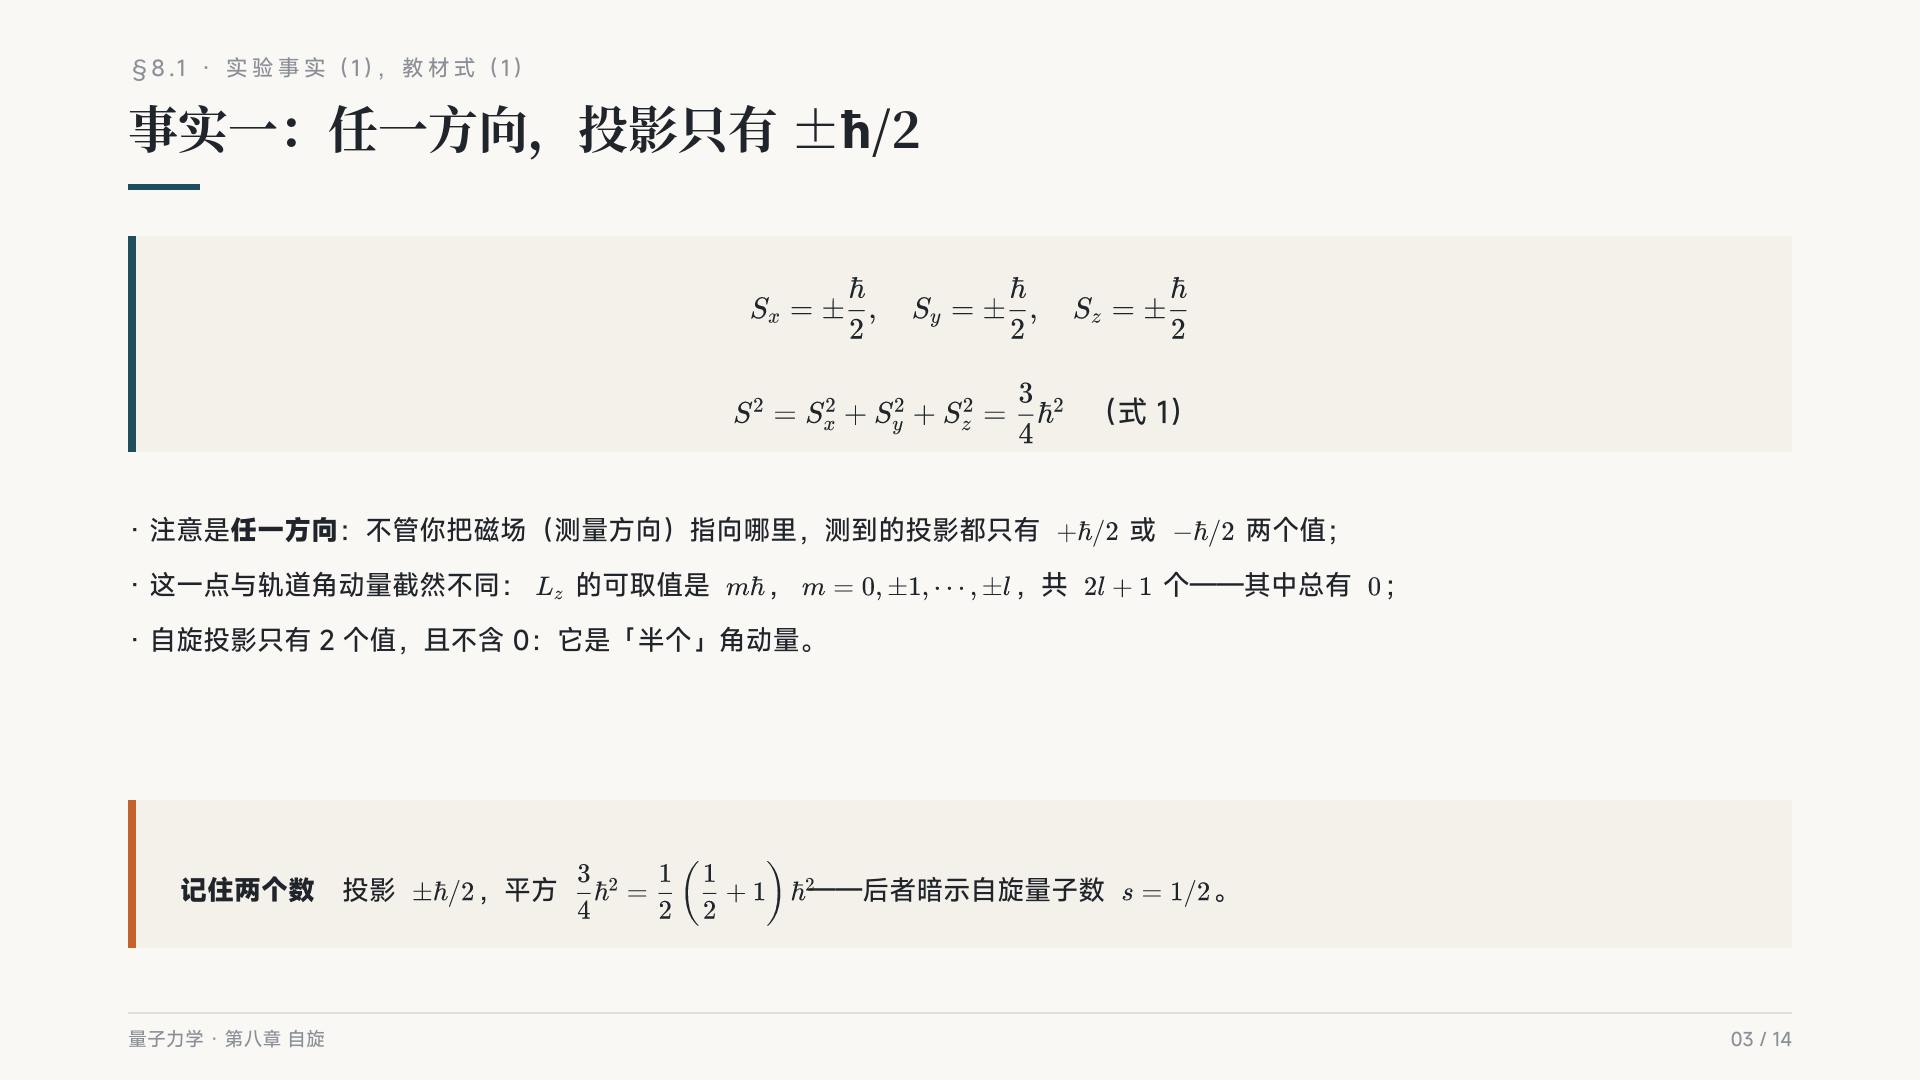 §8.1 · 实验事实（1），教材式（1）
事实一：任一方向，投影只有 ±ħ/2
Sₓ = ±ħ/2, S_y = ±ħ/2, S_z = ±ħ/2
S² = Sₓ² + S_y² + S_z² = 3/4 ħ² （式 1）
· 注意是任一方向：不管你把磁场（测量方向）指向哪里，测到的投影都只有 +ħ/2 或 −ħ/2 两个值；
· 这一点与轨道角动量截然不同： L_z 的可取值是 mħ， m = 0, ±1, ⋯, ±l，共 2l + 1 个——其中总有 0；
· 自旋投影只有 2 个值，且不含 0：它是「半个」角动量。
记住两个数 投影 ±ħ/2，平方 3/4 ħ² = 1/2 (1/2 + 1) ħ²——后者暗示自旋量子数 s = 1/2。
量子力学 · 第八章 自旋
03 / 14